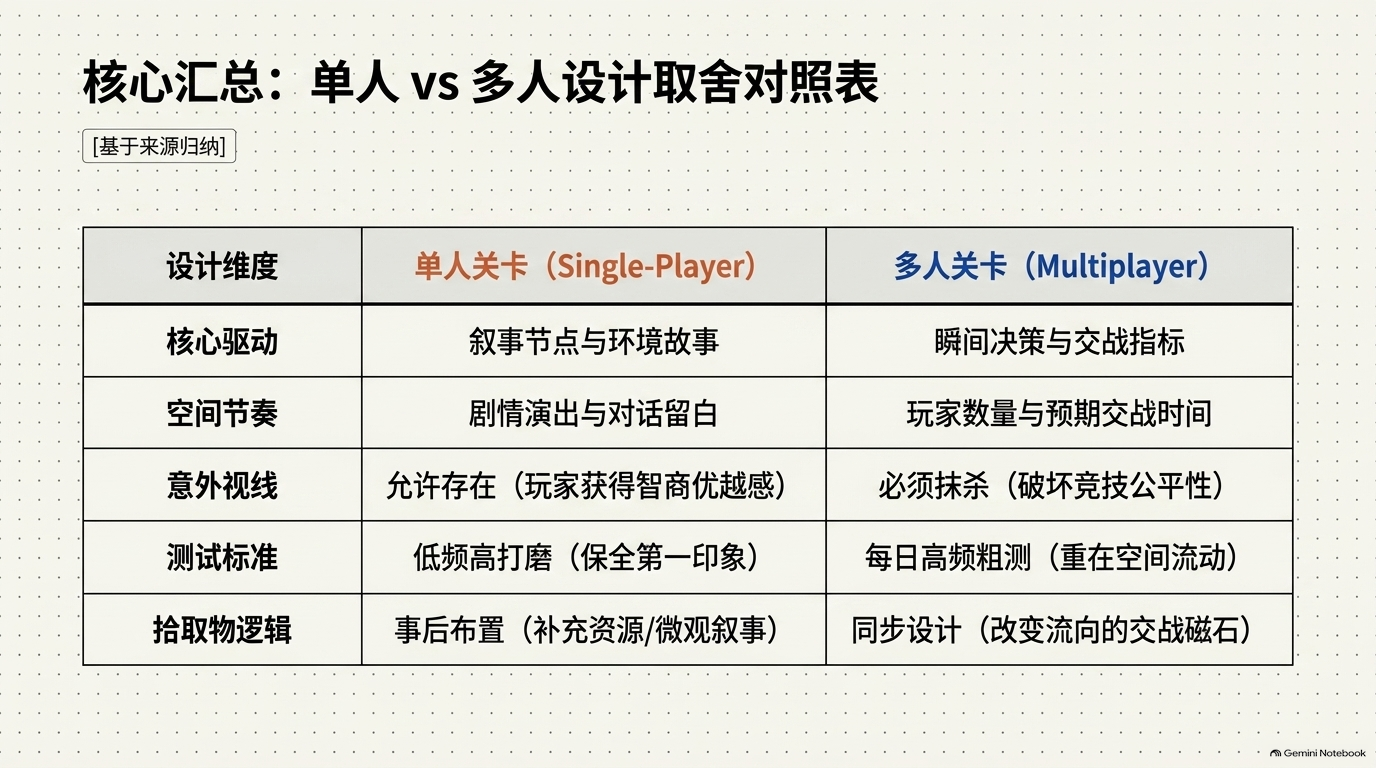 核心汇总：单人 vs 多人设计取舍对照表
[基于来源归纳]
设计维度 单人关卡（Single-Player） 多人关卡（Multiplayer）
核心驱动 叙事节点与环境故事 瞬间决策与交战指标
空间节奏 剧情演出与对话留白 玩家数量与预期交战时间
意外视线 允许存在（玩家获得智商优越感） 必须抹杀（破坏竞技公平性）
测试标准 低频高打磨（保全第一印象） 每日高频粗测（重在空间流动）
拾取物逻辑 事后布置（补充资源/微观叙事） 同步设计（改变流向的交战磁石）
Gemini Notebook